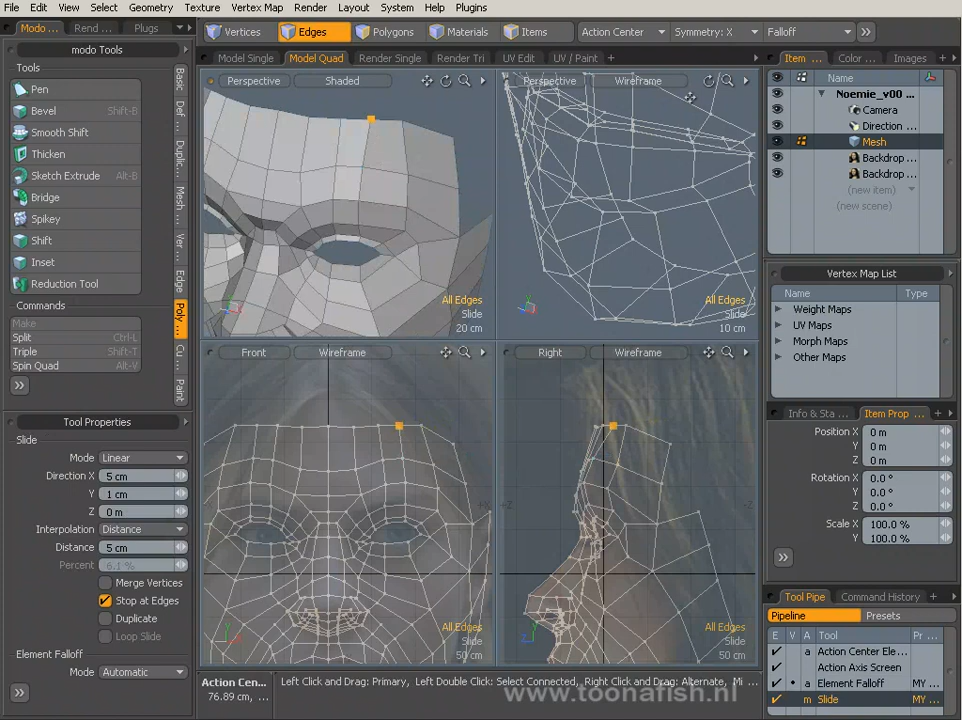 File Edit View Select Geometry Texture Vertex Map Render Layout System Help Plugins
Modo ... Rend ... Plugs
Vertices Edges Polygons Materials Items Action Center Symmetry: X Falloff
modo Tools
Tools
Pen
Bevel Shift-B
Smooth Shift
Thicken
Sketch Extrude Alt-B
Bridge
Spikey
Shift
Inset
Reduction Tool
Commands
Make
Split Ctrl-L
Triple Shift-T
Spin Quad Alt-V
Basic
Def ...
Duplic...
Mesh ...
Ver ...
Edge
Poly ...
Cu ...
Paint
Tool Properties
Slide
Mode Linear
Direction X 5 cm
Y 1 cm
Z 0 m
Interpolation Distance
Distance 5 cm
Percent 6.1 %
Merge Vertices
Stop at Edges
Duplicate
Loop Slide
Element Falloff
Mode Automatic
Model Single Model Quad Render Single Render Tri UV Edit UV / Paint +
Perspective Shaded
All Edges
Slide
20 cm
Perspective Wireframe
All Edges
Slide
10 cm
Front Wireframe
All Edges
Slide
50 cm
Right Wireframe
All Edges
Slide
50 cm
Action Cen...
76.89 cm, ...
Left Click and Drag: Primary, Left Double Click: Select Connected, Right Click and Drag: Alternate, Mi ...
www.toonafish.nl
Item ... Color ... Images
Name
Noemie_v00 ...
Camera
Direction ...
Mesh
Backdrop ...
Backdrop ...
(new item)
(new scene)
Vertex Map List
Name Type
Weight Maps
UV Maps
Morph Maps
Other Maps
Info & Sta ... Item Prop ... +
Position X 0 m
Y 0 m
Z 0 m
Rotation X 0.0 °
Y 0.0 °
Z 0.0 °
Scale X 100.0 %
Y 100.0 %
Tool Pipe Command History +
Pipeline Presets
E V A Tool Pr ...
a Action Center Ele...
Action Axis Screen
a Element Falloff MY ...
m Slide MY ...